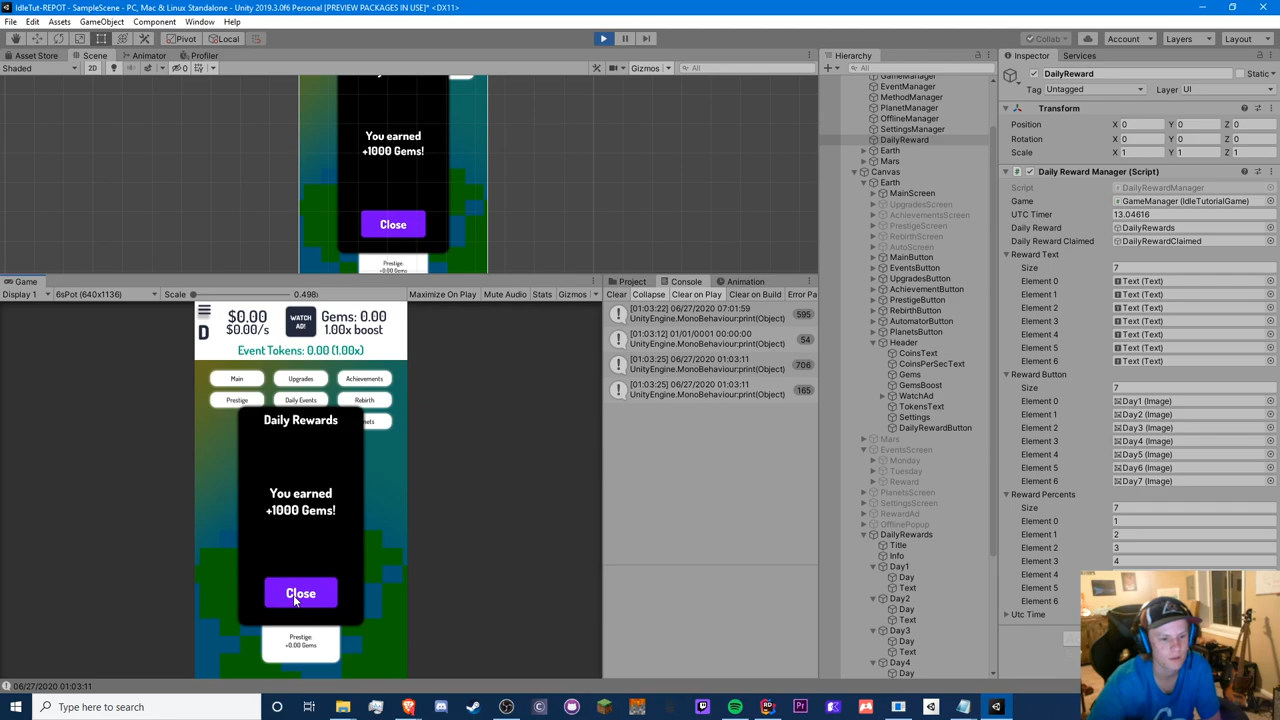 IdleTut-REPOT - SampleScene - PC, Mac & Linux Standalone - Unity 2019.3.0f6 Personal [PREVIEW PACKAGES IN USE]* <DX11>
File Edit Assets GameObject Component Window Help
Pivot Local Collab Account Layers Layout
Asset Store Scene Animator Profiler
Shaded 2D 0 Gizmos All
You earned
+1000 Gems!
Close
Prestige:
+0.00 Gems
Game
Display 1 6sPot (640x1136) Scale 0.498x Maximize On Play Mute Audio Stats Gizmos
$0.00
$0.00/s
WATCH
AD!
Gems: 0.00
1.00x boost
D
Event Tokens: 0.00 (1.00x)
Main Upgrades Achievements
Prestige Daily Events Rebirth
Daily Rewards
You earned
+1000 Gems!
Close
Prestige:
+0.00 Gems
Project Console Animation
Clear Collapse Clear on Play Clear on Build Error Pa
[01:03:22] 06/28/2020 07:01:59
UnityEngine.MonoBehaviour:print(Object)
595
[01:03:12] 01/01/0001 00:00:00
UnityEngine.MonoBehaviour:print(Object)
54
[01:03:25] 06/27/2020 01:03:11
UnityEngine.MonoBehaviour:print(Object)
706
[01:03:25] 06/27/2020 01:03:11
UnityEngine.MonoBehaviour:print(Object)
165
Hierarchy
All
GameManager
EventManager
MethodManager
PlanetManager
OfflineManager
SettingsManager
DailyReward
Earth
Mars
Canvas
Earth
MainScreen
UpgradesScreen
AchievementsScreen
PrestigeScreen
RebirthScreen
AutoScreen
MainButton
EventsButton
UpgradesButton
AchievementButton
PrestigeButton
RebirthButton
AutomatorButton
PlanetsButton
Header
CoinsText
CoinsPerSecText
Gems
GemsBoost
WatchAd
TokensText
Settings
DailyRewardButton
Mars
EventsScreen
Monday
Tuesday
Reward
PlanetsScreen
SettingsScreen
RewardAd
OfflinePopup
DailyRewards
Title
Info
Day1
Day
Text
Day2
Day
Text
Day3
Day
Text
Day4
Day
Inspector Services
DailyReward Static
Tag Untagged Layer UI
Transform
Position X 0 Y 0 Z 0
Rotation X 0 Y 0 Z 0
Scale X 1 Y 1 Z 1
Daily Reward Manager (Script)
Script DailyRewardManager
Game GameManager (IdleTutorialGame)
UTC Timer 13.04616
Daily Rewards DailyRewards
Daily Reward Claimed DailyRewardClaimed
Reward Text
Size 7
Element 0 Text (Text)
Element 1 Text (Text)
Element 2 Text (Text)
Element 3 Text (Text)
Element 4 Text (Text)
Element 5 Text (Text)
Element 6 Text (Text)
Reward Button
Size 7
Element 0 Day1 (Image)
Element 1 Day2 (Image)
Element 2 Day3 (Image)
Element 3 Day4 (Image)
Element 4 Day5 (Image)
Element 5 Day6 (Image)
Element 6 Day7 (Image)
Reward Percents
Size 7
Element 0 1
Element 1 2
Element 2 3
Element 3 4
Element 4
Element 5
Element 6
Utc Time
06/27/2020 01:03:11
Type here to search